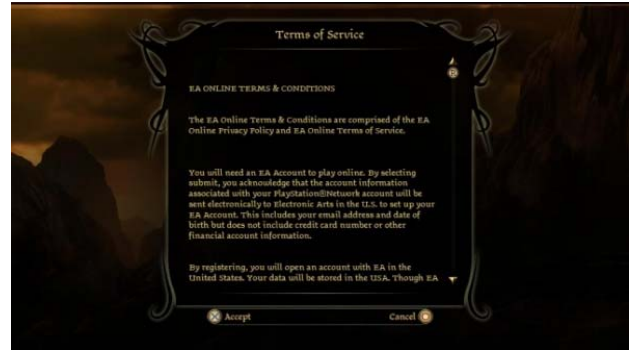 Terms of Service
EA ONLINE TERMS & CONDITIONS
The EA Online Terms & Conditions are comprised of the EA
Online Privacy Policy and EA Online Terms of Service.
You will need an EA Account to play online. By selecting
submit, you acknowledge that the account information
associated with your PlayStation®Network account will be
sent electronically to Electronic Arts in the U.S. to set up your
EA Account. This includes your email address and date of
birth but does not include credit card number or other
financial account information.
By registering, you will open an account with EA in the
United States. Your data will be stored in the USA. Though EA
Accept
Cancel